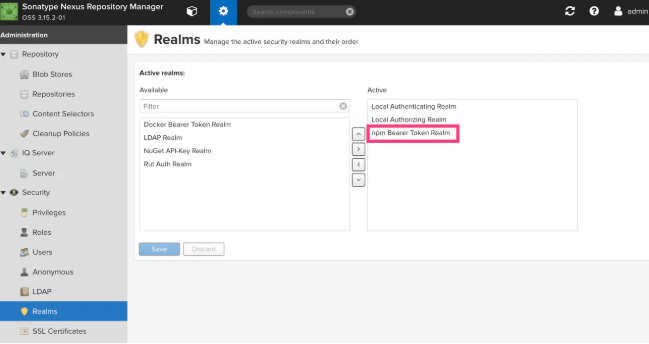 Sonatype Nexus Repository Manager
OSS 3.15.2-01
Search components
admin
Administration
Repository
Blob Stores
Repositories
Content Selectors
Cleanup Policies
IQ Server
Server
Security
Privileges
Roles
Users
Anonymous
LDAP
Realms
SSL Certificates
Realms Manage the active security realms and their order
Active realms:
Available
Filter
Docker Bearer Token Realm
LDAP Realm
NuGet API-Key Realm
Rut Auth Realm
Active
Local Authenticating Realm
Local Authorizing Realm
npm Bearer Token Realm
Save
Discard